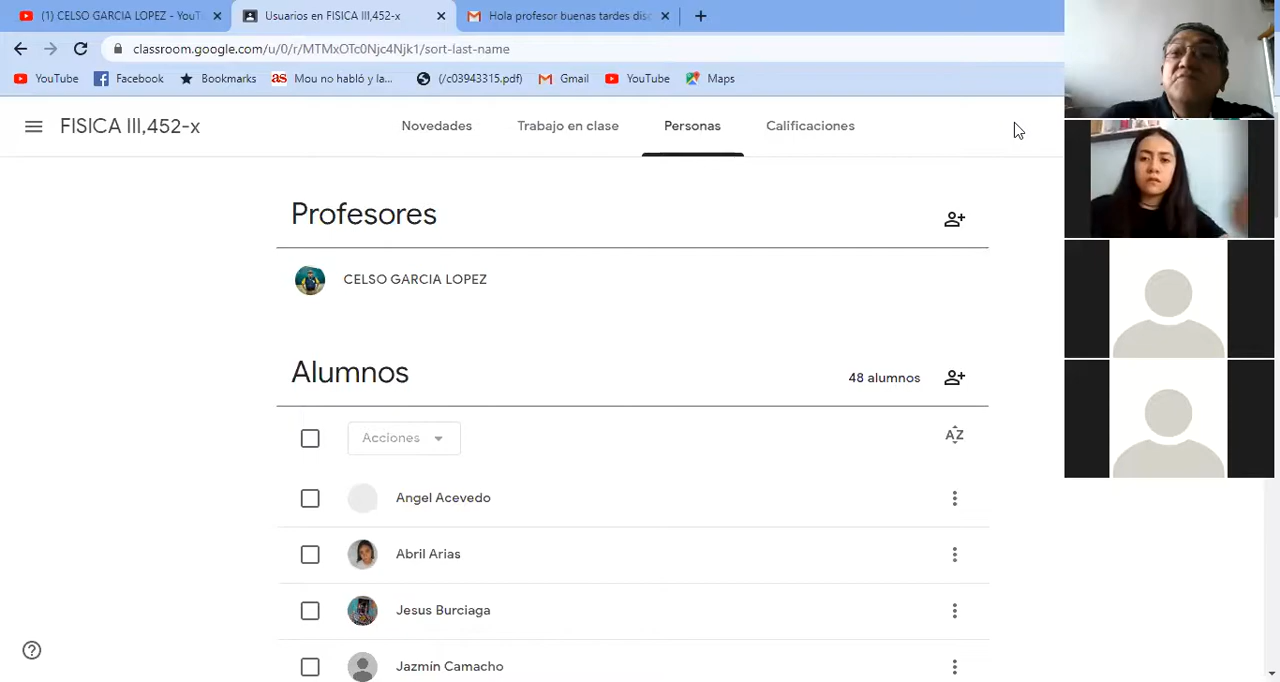 (1) CELSO GARCIA LOPEZ - YouT
Usuarios en FISICA III,452-x
Hola profesor buenas tardes disc
classroom.google.com/u/0/r/MTMxOTc0Njc4Njk1/sort-last-name
YouTube
Facebook
Bookmarks
as Mou no habló y la...
(/c03943315.pdf)
Gmail
YouTube
Maps
FISICA III,452-x
Novedades
Trabajo en clase
Personas
Calificaciones
Profesores
CELSO GARCIA LOPEZ
Alumnos
48 alumnos
Acciones
AZ
Angel Acevedo
Abril Arias
Jesus Burciaga
Jazmin Camacho